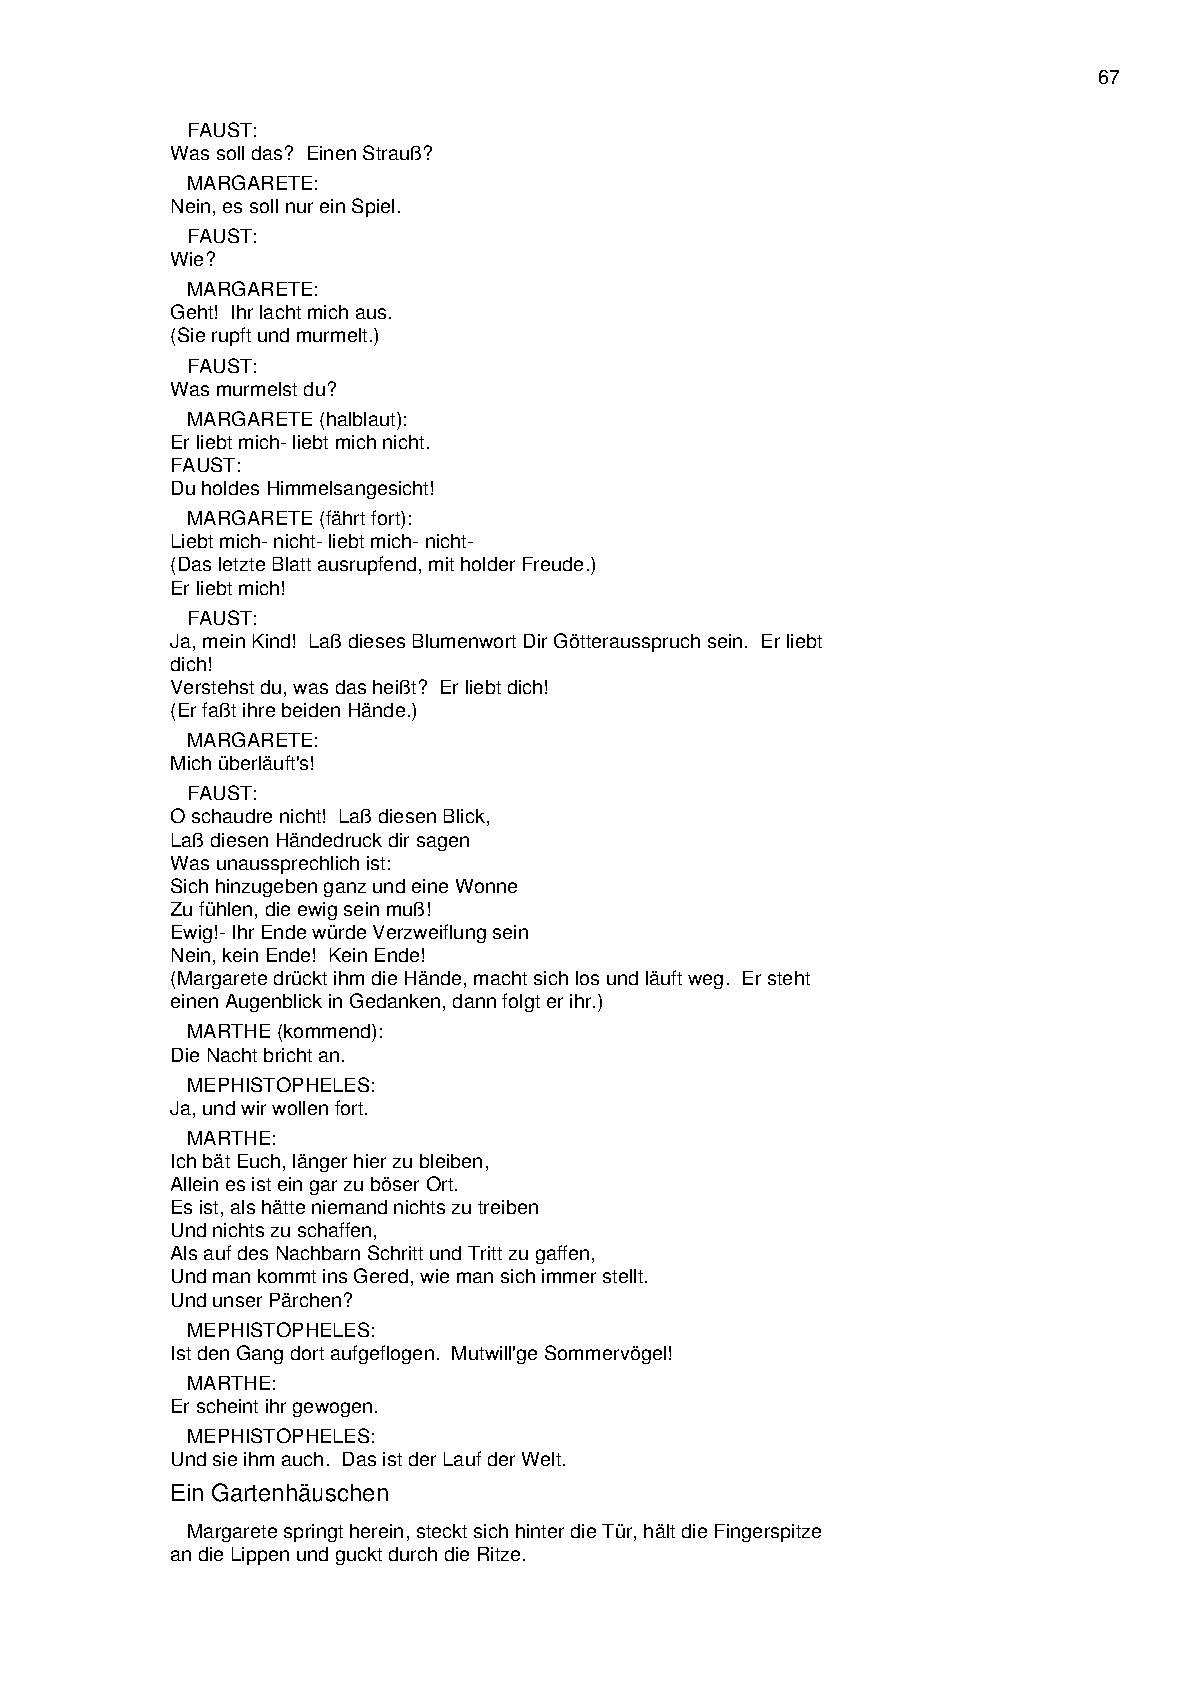 67
FAUST:
Was soll das?  Einen Strauß?
MARGARETE:
Nein, es soll nur ein Spiel.
FAUST:
Wie?
MARGARETE:
Geht!  Ihr lacht mich aus.
(Sie rupft und murmelt.)
FAUST:
Was murmelst du?
MARGARETE (halblaut):
Er liebt mich- liebt mich nicht.
FAUST:
Du holdes Himmelsangesicht!
MARGARETE (fährt fort):
Liebt mich- nicht- liebt mich- nicht-
(Das letzte Blatt ausrupfend, mit holder Freude.)
Er liebt mich!
FAUST:
Ja, mein Kind!  Laß dieses Blumenwort Dir Götterausspruch sein.  Er liebt
dich!
Verstehst du, was das heißt?  Er liebt dich!
(Er faßt ihre beiden Hände.)
MARGARETE:
Mich überläuft's!
FAUST:
O schaudre nicht!  Laß diesen Blick,
Laß diesen Händedruck dir sagen
Was unaussprechlich ist:
Sich hinzugeben ganz und eine Wonne
Zu fühlen, die ewig sein muß!
Ewig!- Ihr Ende würde Verzweiflung sein
Nein, kein Ende!  Kein Ende!
(Margarete drückt ihm die Hände, macht sich los und läuft weg.  Er steht
einen Augenblick in Gedanken, dann folgt er ihr.)
MARTHE (kommend):
Die Nacht bricht an.
MEPHISTOPHELES:
Ja, und wir wollen fort.
MARTHE:
Ich bät Euch, länger hier zu bleiben,
Allein es ist ein gar zu böser Ort.
Es ist, als hätte niemand nichts zu treiben
Und nichts zu schaffen,
Als auf des Nachbarn Schritt und Tritt zu gaffen,
Und man kommt ins Gered, wie man sich immer stellt.
Und unser Pärchen?
MEPHISTOPHELES:
Ist den Gang dort aufgeflogen.  Mutwill'ge Sommervögel!
MARTHE:
Er scheint ihr gewogen.
MEPHISTOPHELES:
Und sie ihm auch.  Das ist der Lauf der Welt.
Ein Gartenhäuschen
Margarete springt herein, steckt sich hinter die Tür, hält die Fingerspitze
an die Lippen und guckt durch die Ritze.